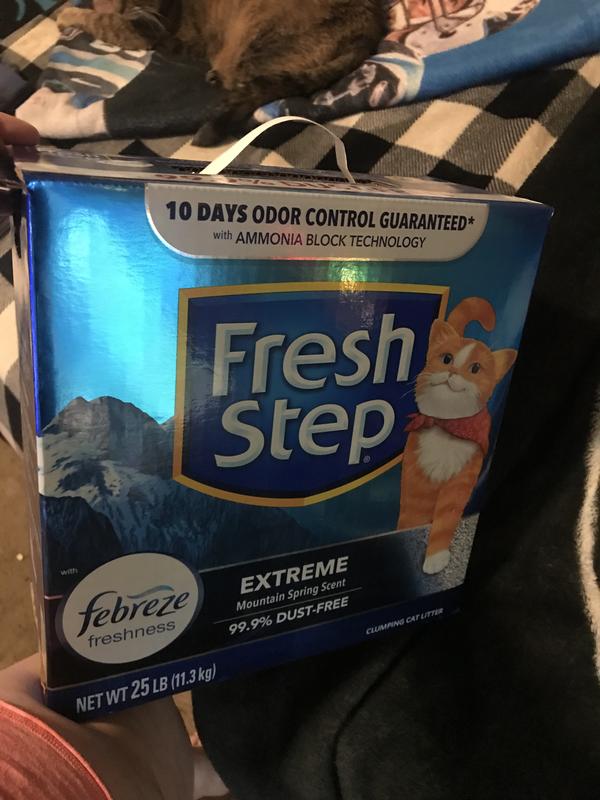 10 DAYS ODOR CONTROL GUARANTEED*
with AMMONIA BLOCK TECHNOLOGY
Fresh
Step®
with
febreze
freshness
EXTREME
Mountain Spring Scent
99.9% DUST-FREE
CLUMPING CAT LITTER
NET WT 25 LB (11.3 kg)